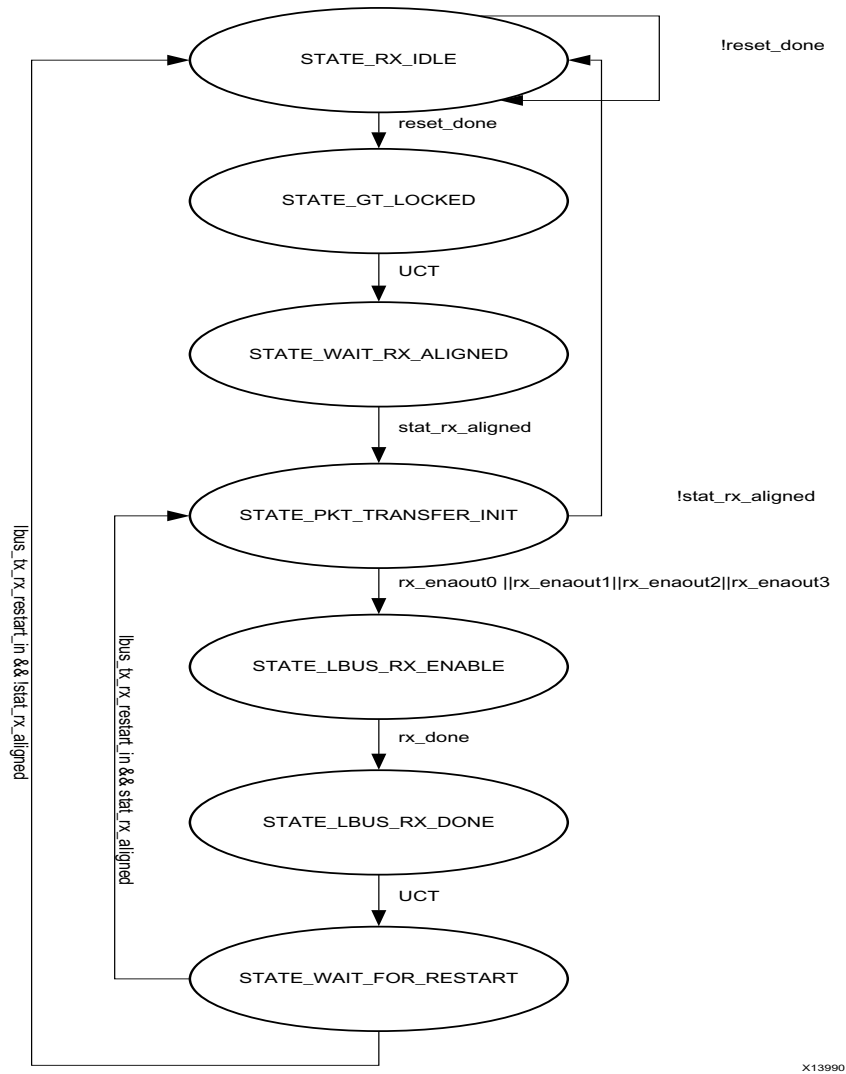 STATE_RX_IDLE
!reset_done
reset_done
STATE_GT_LOCKED
UCT
STATE_WAIT_RX_ALIGNED
stat_rx_aligned
STATE_PKT_TRANSFER_INIT
!stat_rx_aligned
rx_enaout0 ||rx_enaout1||rx_enaout2||rx_enaout3
lbus_tx_rx_restart_in && !stat_rx_aligned
lbus_tx_rx_restart_in && stat_rx_aligned
STATE_LBUS_RX_ENABLE
rx_done
STATE_LBUS_RX_DONE
UCT
STATE_WAIT_FOR_RESTART
X13990